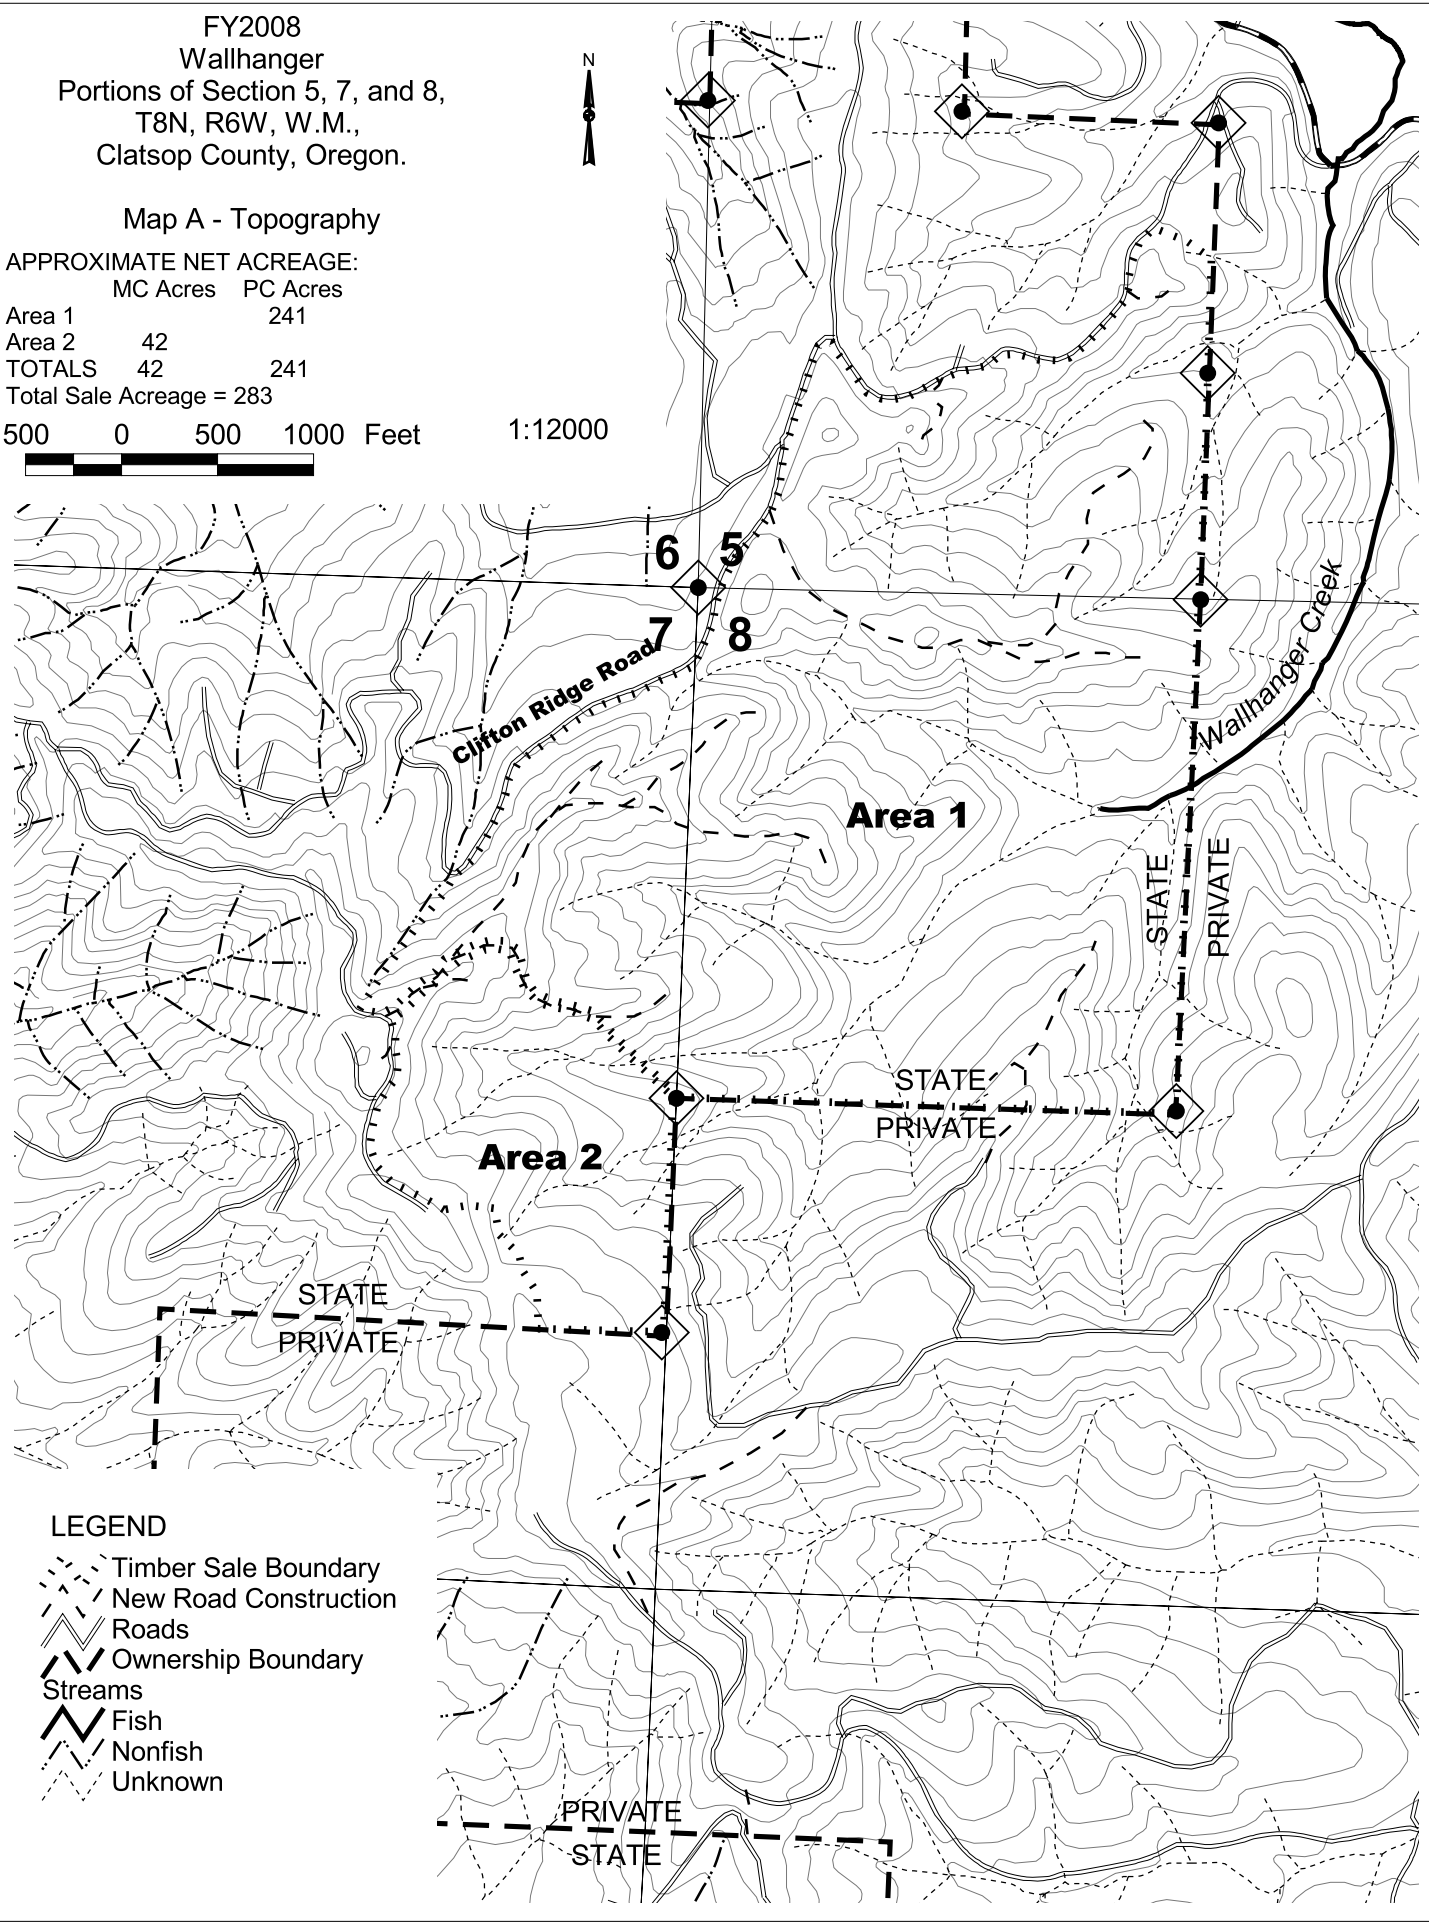 FY2008
Wallhanger
Portions of Section 5, 7, and 8,
T8N, R6W, W.M.,
Clatsop County, Oregon.
N
Map A - Topography
APPROXIMATE NET ACREAGE:
MC Acres PC Acres
Area 1 241
Area 2 42
TOTALS 42 241
Total Sale Acreage = 283
500 0 500 1000 Feet
1:12000
6 5
7 8
Clifton Ridge Road
Wallhanger Creek
Area 1
STATE
PRIVATE
STATE
PRIVATE
Area 2
STATE
PRIVATE
LEGEND
Timber Sale Boundary
New Road Construction
Roads
Ownership Boundary
Streams
Fish
Nonfish
Unknown
PRIVATE
STATE